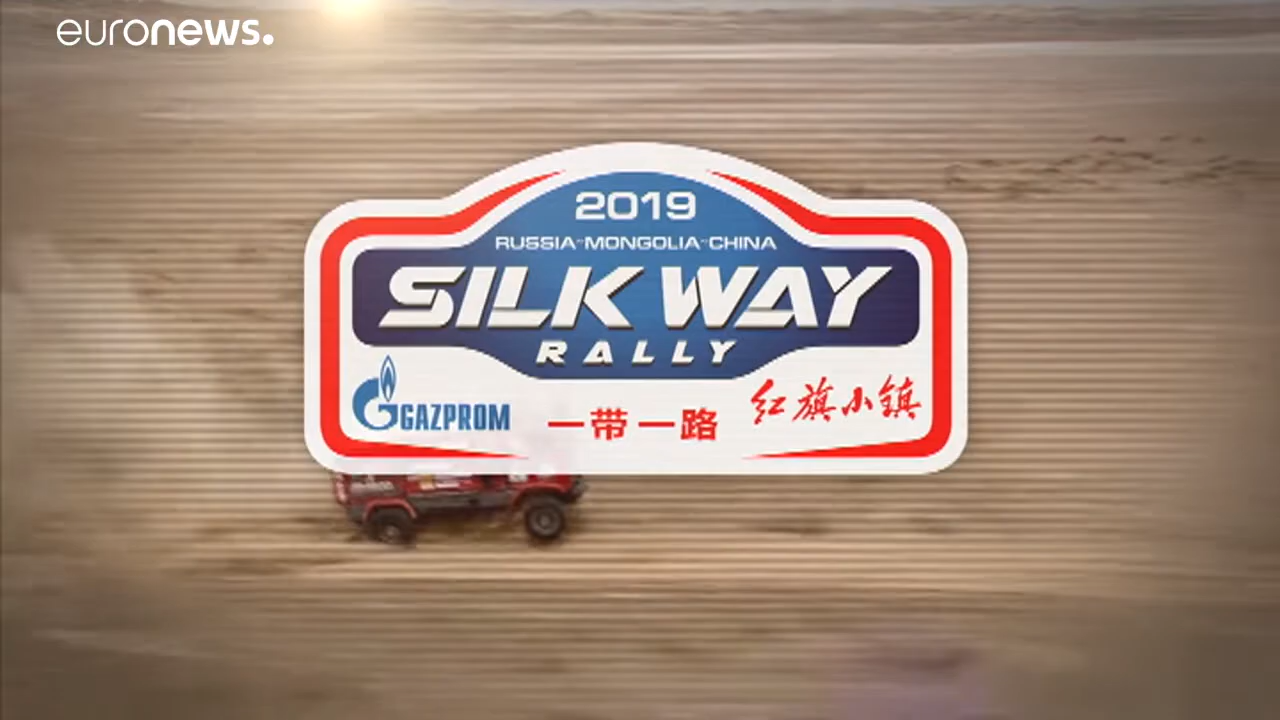 euronews.
2019
RUSSIA-MONGOLIA-CHINA
SILK WAY
RALLY
GAZPROM
一带一路
红旗小镇